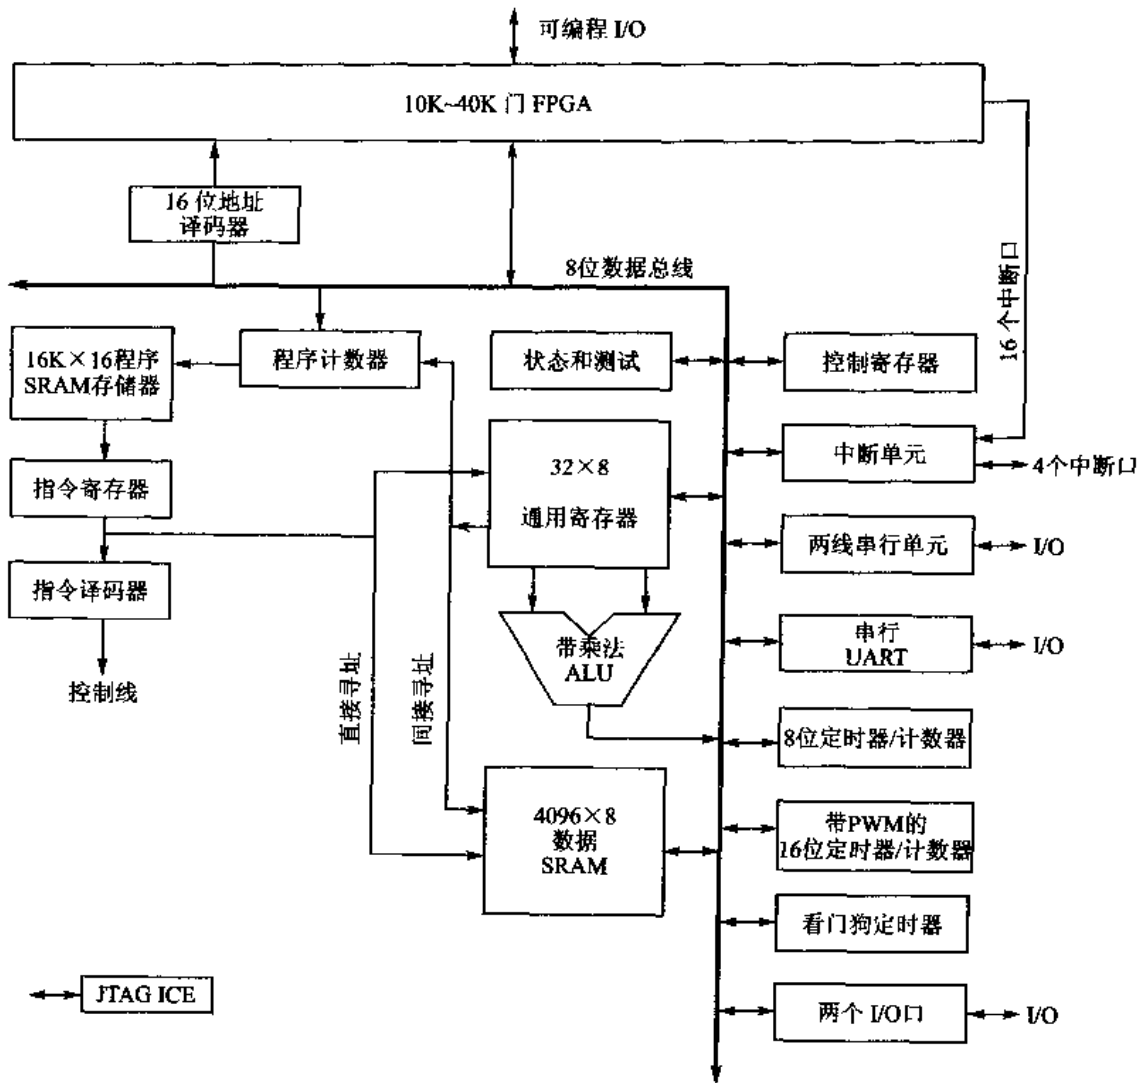 可编程 I/O
10K~40K 门 FPGA
16 位地址
译码器
8位数据总线
16 个中断口
16K×16程序
SRAM存储器
程序计数器
状态和测试
控制寄存器
32×8
通用寄存器
中断单元
4个中断口
指令寄存器
两线串行单元
I/O
指令译码器
控制线
带乘法
ALU
串行
UART
I/O
直接寻址
间接寻址
8位定时器/计数器
4096×8
数据
SRAM
带PWM的
16位定时器/计数器
看门狗定时器
JTAG ICE
两个 I/O口
I/O